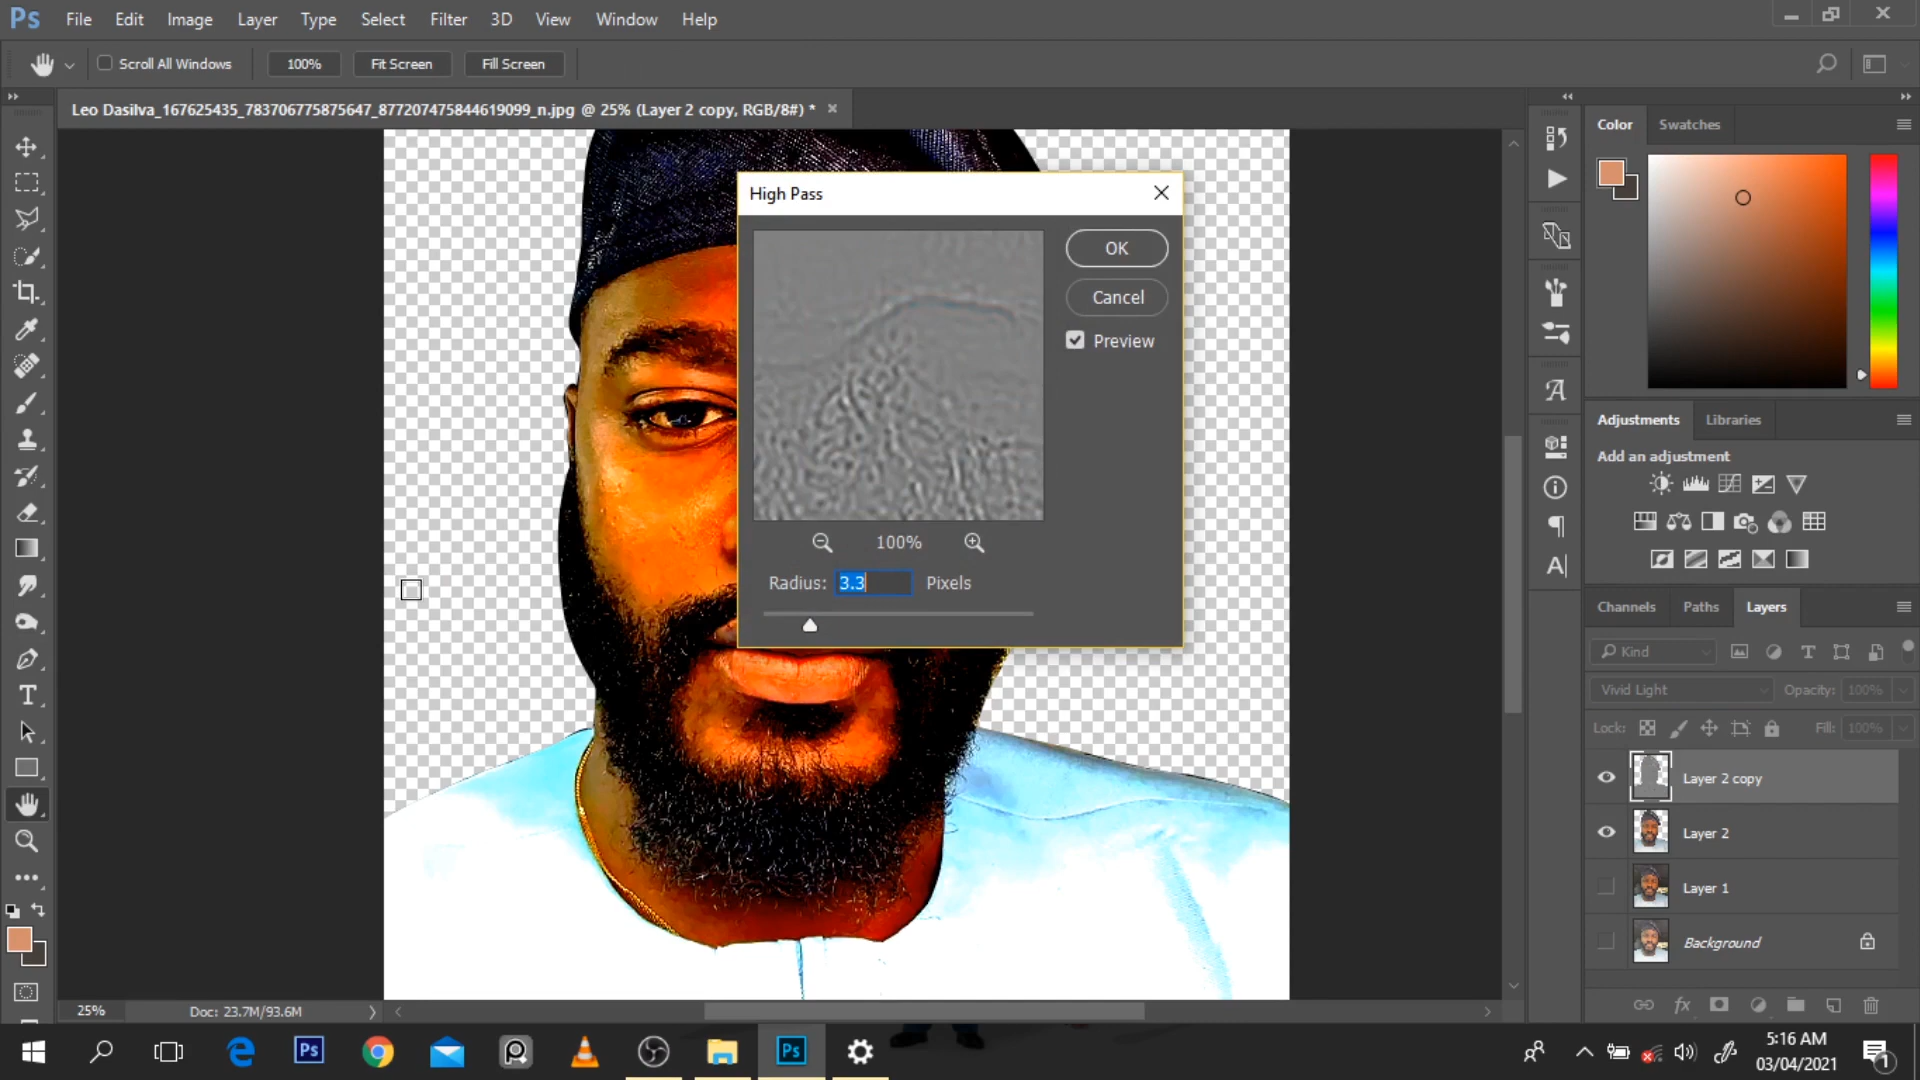 Ps File Edit Image Layer Type Select Filter 3D View Window Help
Scroll All Windows 100% Fit Screen Fill Screen
Leo Dasilva_167625435_783706775875647_877207475844619099_n.jpg @ 25% (Layer 2 copy, RGB/8#) *
High Pass
OK
Cancel
Preview
100%
Radius: 3.3 Pixels
Color Swatches
Adjustments Libraries
Add an adjustment
Channels Paths Layers
Kind
Vivid Light Opacity: 100%
Lock: Fill: 100%
Layer 2 copy
Layer 2
Layer 1
Background
25% Doc: 23.7M/93.6M
Ps Ps
5:16 AM
03/04/2021
1